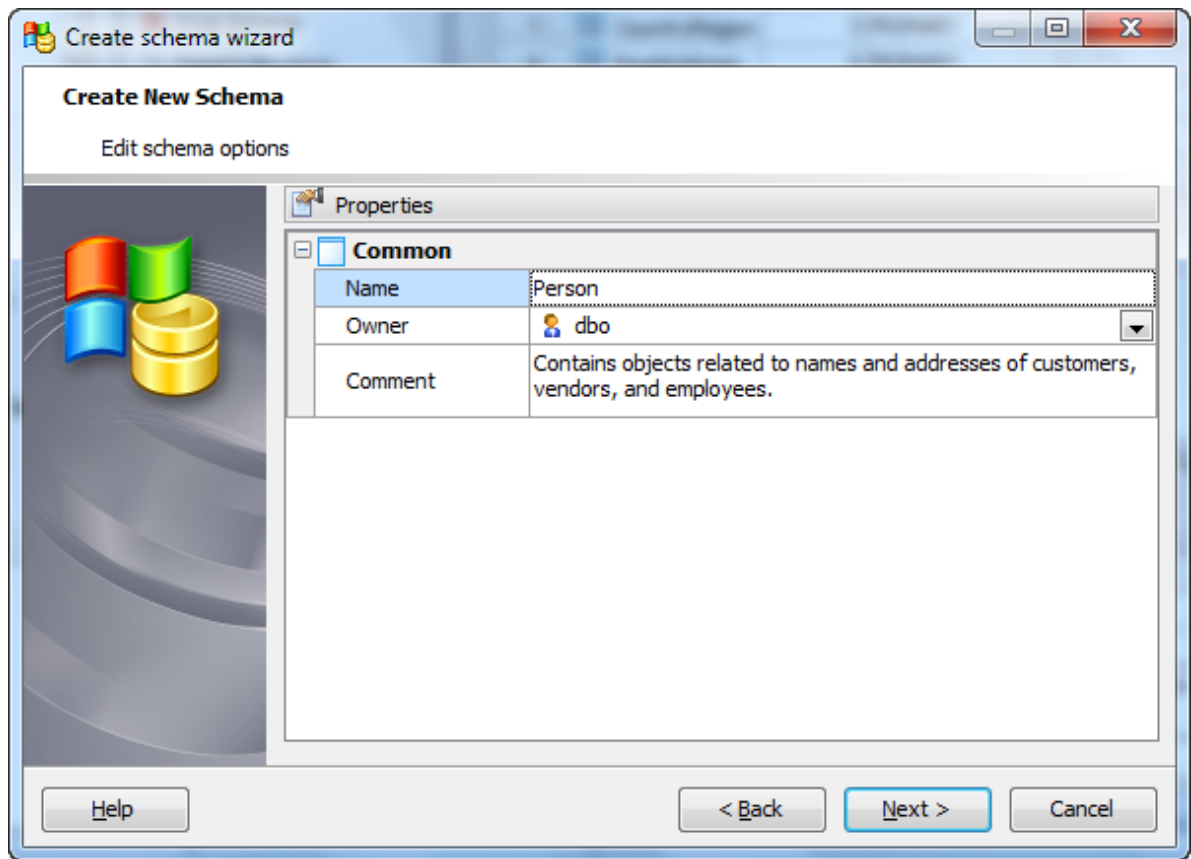 Create schema wizard
Create New Schema
Edit schema options
Properties
Common
Name Person
Owner dbo
Comment Contains objects related to names and addresses of customers,
vendors, and employees.
Help < Back Next > Cancel